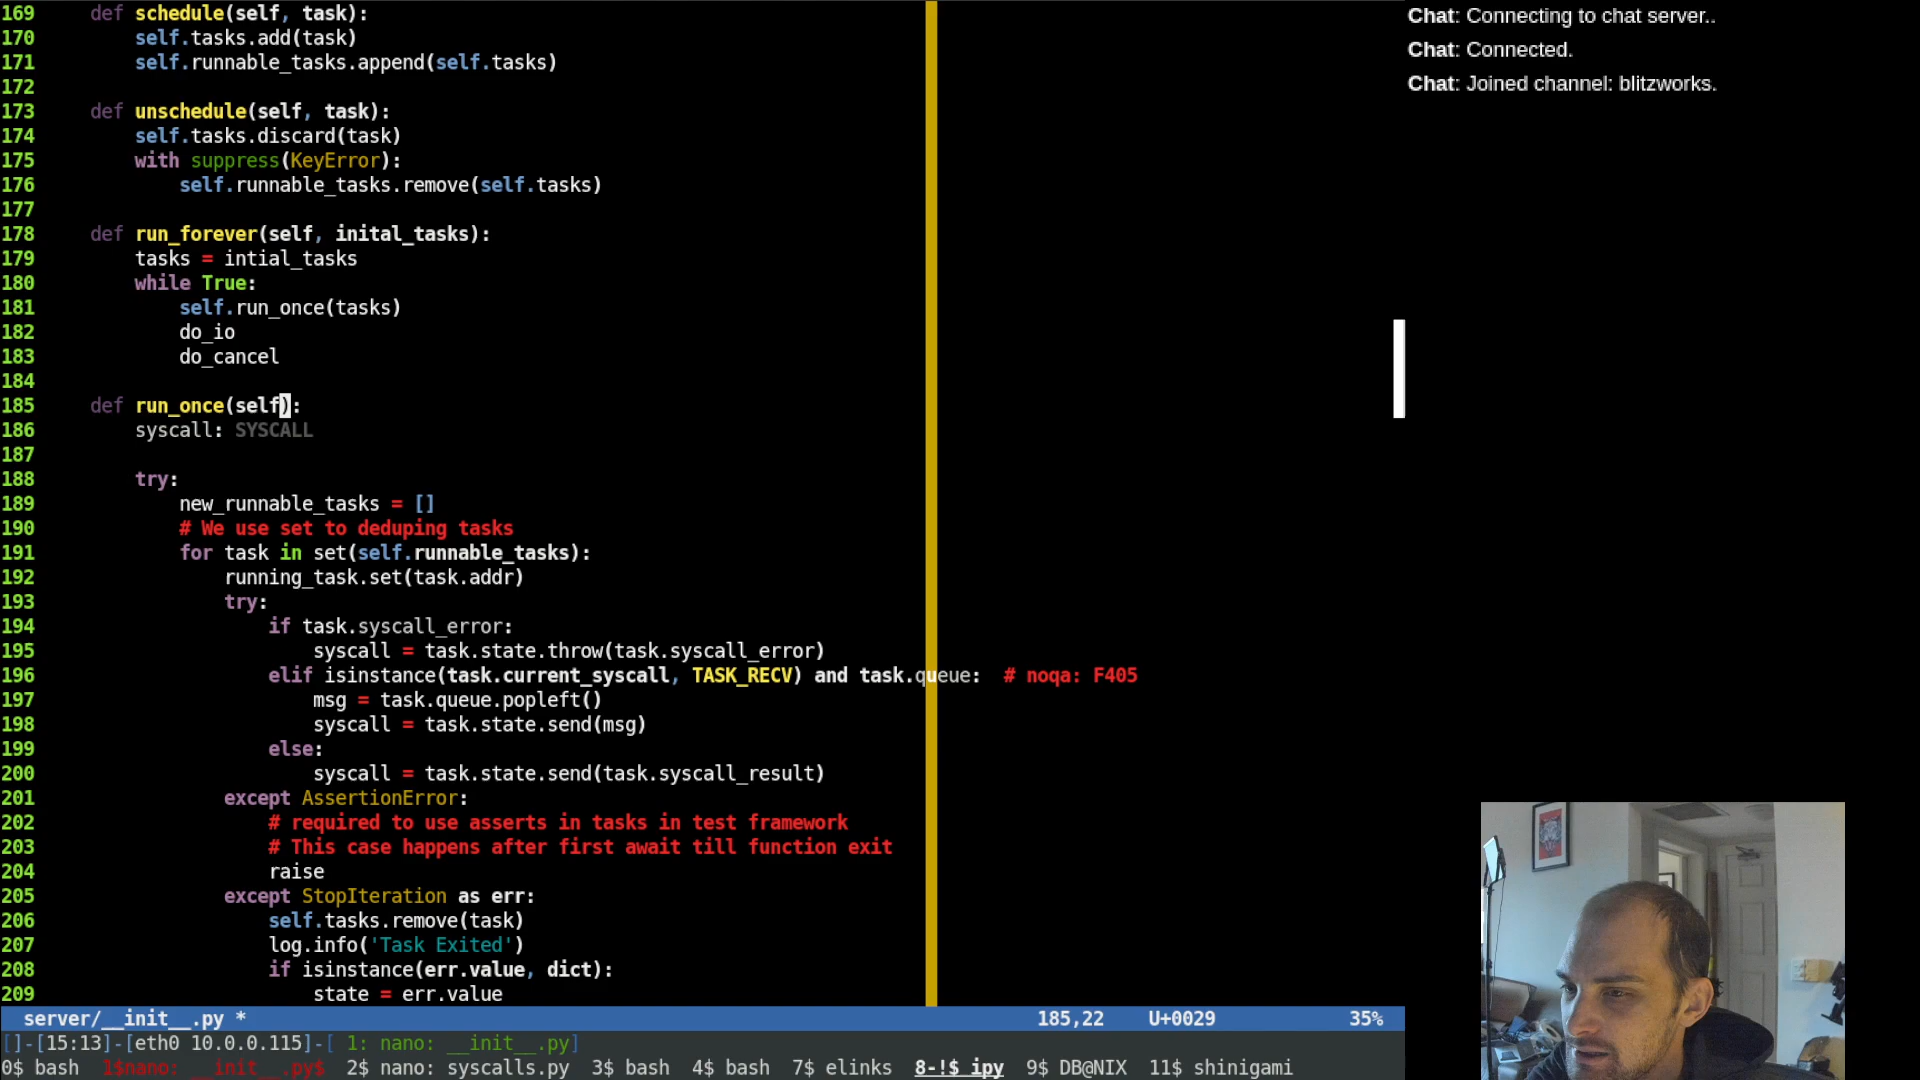 169     def schedule(self, task):
170         self.tasks.add(task)
171         self.runnable_tasks.append(self.tasks)
172
173     def unschedule(self, task):
174         self.tasks.discard(task)
175         with suppress(KeyError):
176             self.runnable_tasks.remove(self.tasks)
177
178     def run_forever(self, inital_tasks):
179         tasks = intial_tasks
180         while True:
181             self.run_once(tasks)
182             do_io
183             do_cancel
184
185     def run_once(self):
186         syscall: SYSCALL
187
188         try:
189             new_runnable_tasks = []
190             # We use set to deduping tasks
191             for task in set(self.runnable_tasks):
192                 running_task.set(task.addr)
193                 try:
194                     if task.syscall_error:
195                         syscall = task.state.throw(task.syscall_error)
196                     elif isinstance(task.current_syscall, TASK_RECV) and task.queue:  # noqa: F405
197                         msg = task.queue.popleft()
198                         syscall = task.state.send(msg)
199                     else:
200                         syscall = task.state.send(task.syscall_result)
201                 except AssertionError:
202                     # required to use asserts in tasks in test framework
203                     # This case happens after first await till function exit
204                     raise
205                 except StopIteration as err:
206                     self.tasks.remove(task)
207                     log.info('Task Exited')
208                     if isinstance(err.value, dict):
209                         state = err.value
server/__init__.py * 185,22 U+0029 35%
[]-[15:13]-[eth0 10.0.0.115]-[ 1: nano: __init__.py]
0$ bash 1$nano: __init__.py$ 2$ nano: syscalls.py 3$ bash 4$ bash 7$ elinks 8-!$ ipy 9$ DB@NIX 11$ shinigami
Chat: Connecting to chat server..
Chat: Connected.
Chat: Joined channel: blitzworks.